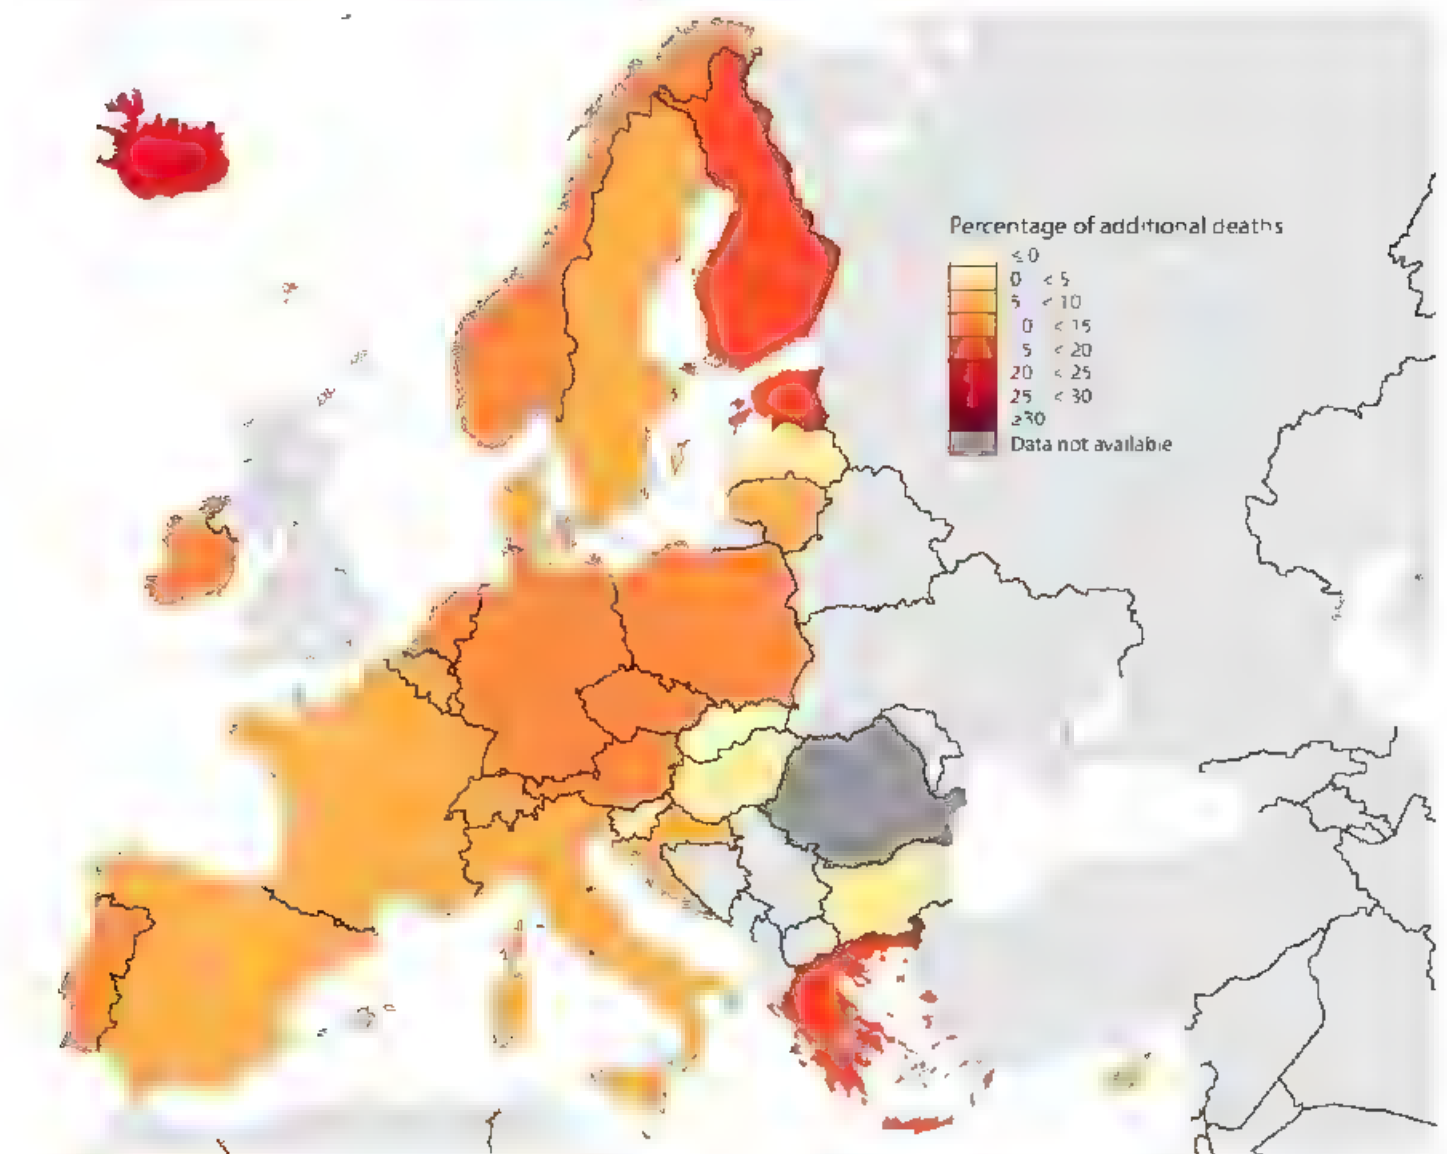 Percentage of additional deaths
≤0
0 < 5
5 < 10
0 < 15
5 < 20
20 < 25
25 < 30
≥30
Data not available